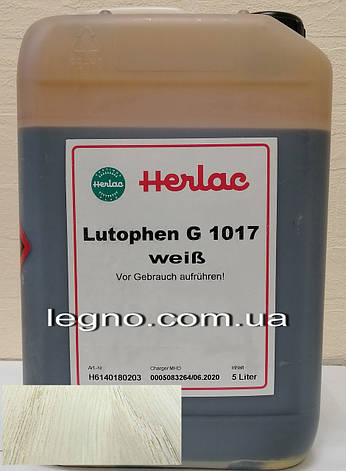 Herlac
Herlac
Lutophen G 1017
weiß
Vor Gebrauch aufrühren!
legno.com.ua
Art.-Nr. Charge/MHD Inhalt
H6140180203 0005083264/06.2020 5 Liter